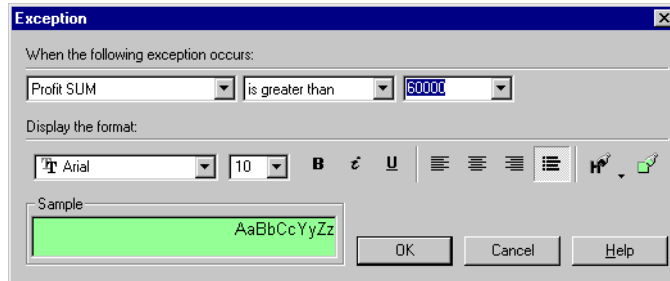 Exception
When the following exception occurs:
Profit SUM is greater than 60000
Display the format:
Arial 10 B i U H
Sample
AaBbCcYyZz
OK Cancel Help